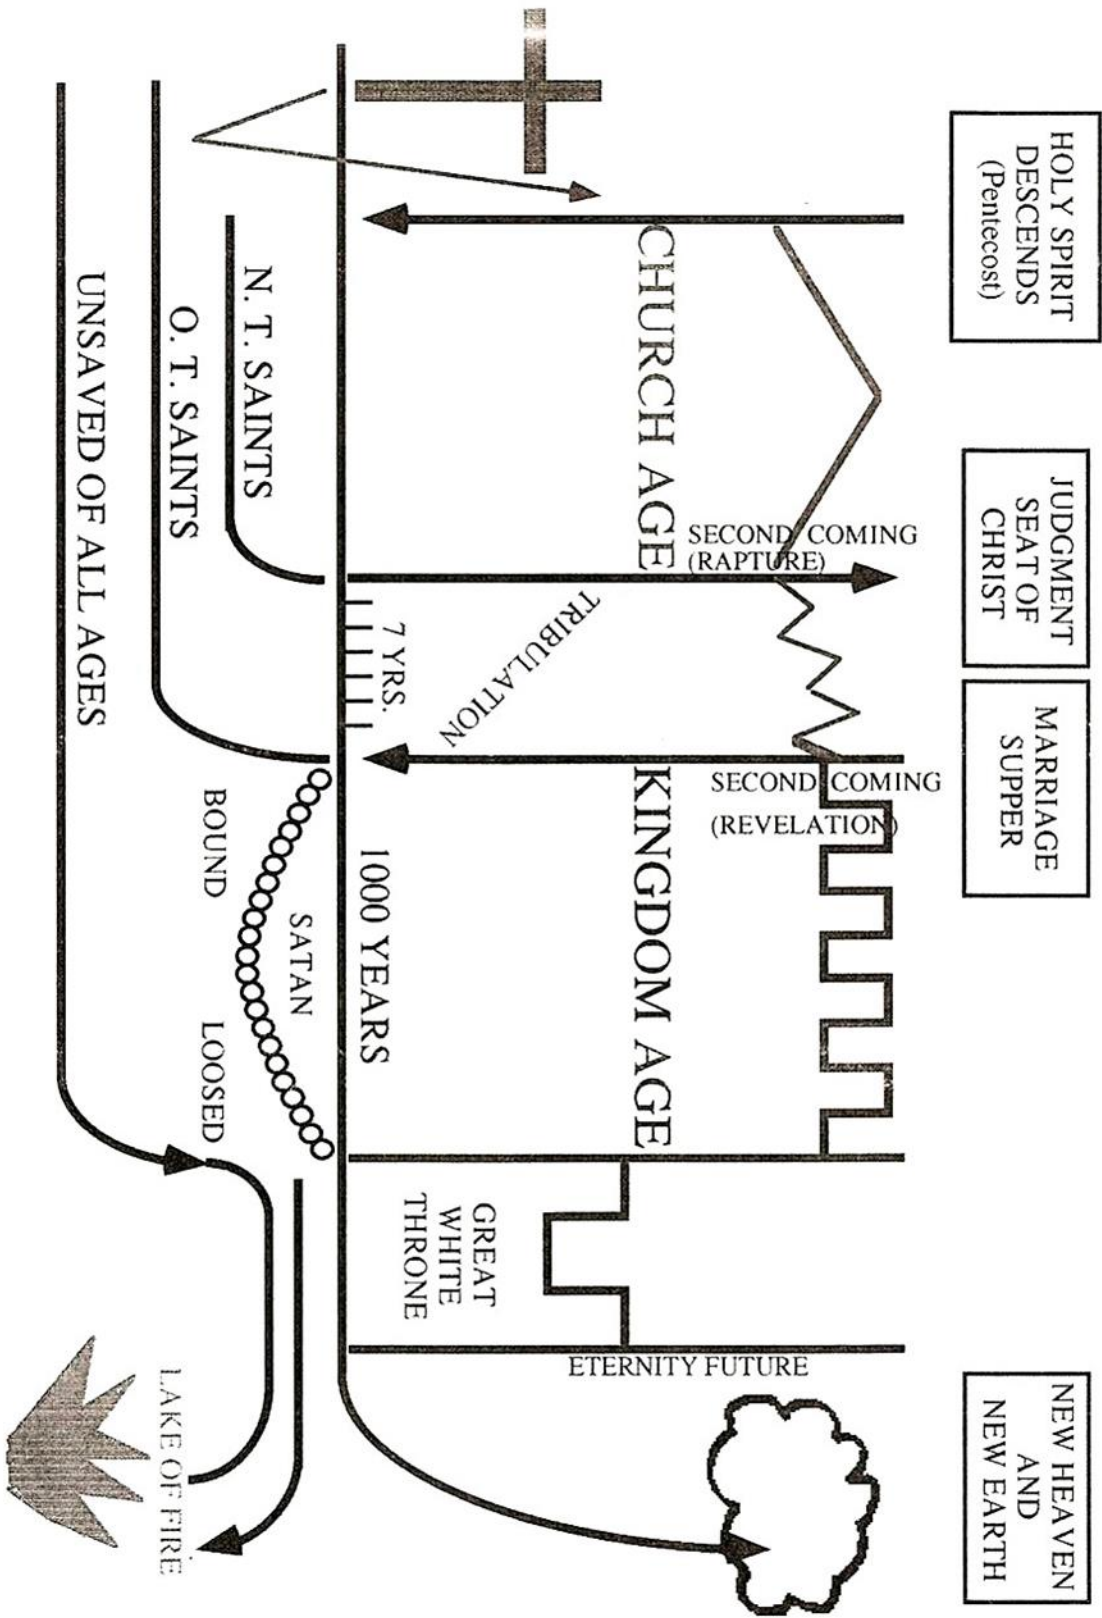 HOLY SPIRIT
DESCENDS
(Pentecost)
JUDGMENT
SEAT OF
CHRIST
MARRIAGE
SUPPER
NEW HEAVEN
AND
NEW EARTH
CHURCH AGE
SECOND COMING
(RAPTURE)
TRIBULATION
7 YRS.
SECOND COMING
(REVELATION)
KINGDOM AGE
1000 YEARS
GREAT
WHITE
THRONE
ETERNITY FUTURE
N. T. SAINTS
O. T. SAINTS
UNSAVED OF ALL AGES
SATAN
BOUND
LOOSED
LAKE OF FIRE